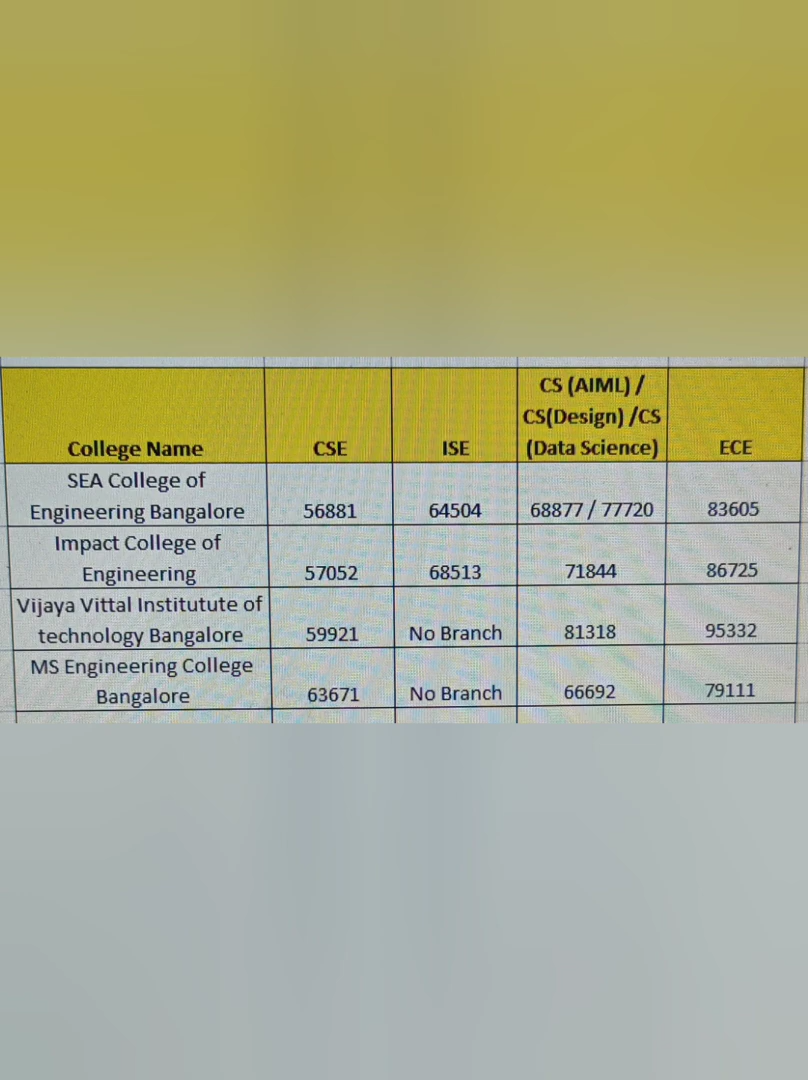 College Name CSE ISE CS (AIML) / CS(Design) /CS (Data Science) ECE
SEA College of
Engineering Bangalore 56881 64504 68877 / 77720 83605
Impact College of
Engineering 57052 68513 71844 86725
Vijaya Vittal Institutute of
technology Bangalore 59921 No Branch 81318 95332
MS Engineering College
Bangalore 63671 No Branch 66692 79111